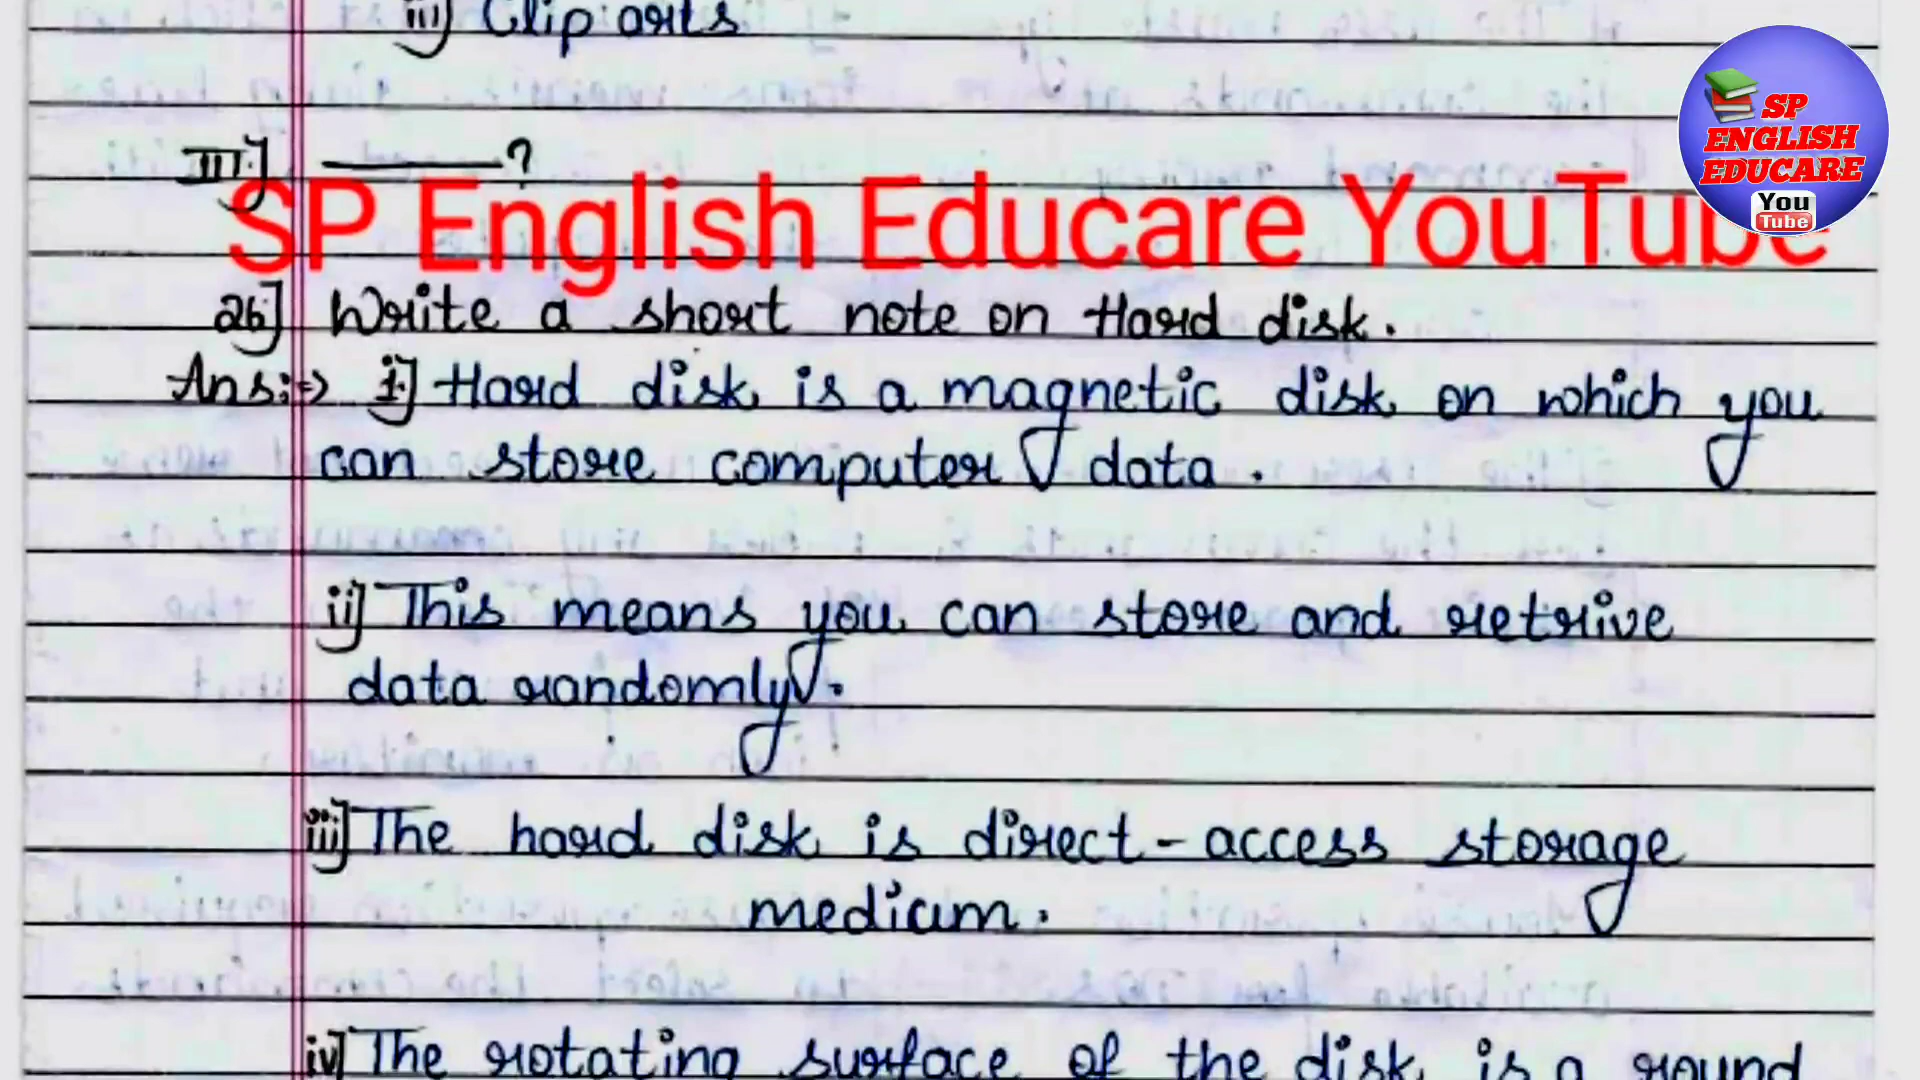 iii] Clip arts
III.] ?
SP English Educare YouTube
SP
ENGLISH
EDUCARE
You
Tube
26] Write a short note on Hard disk.
Ans:→ i] Hard disk is a magnetic disk on which you
can store computer data.
ii] This means you can store and retrive
data randomly.
iii] The hard disk is direct-access storage
medium.
iv] The rotating surface of the disk is a round